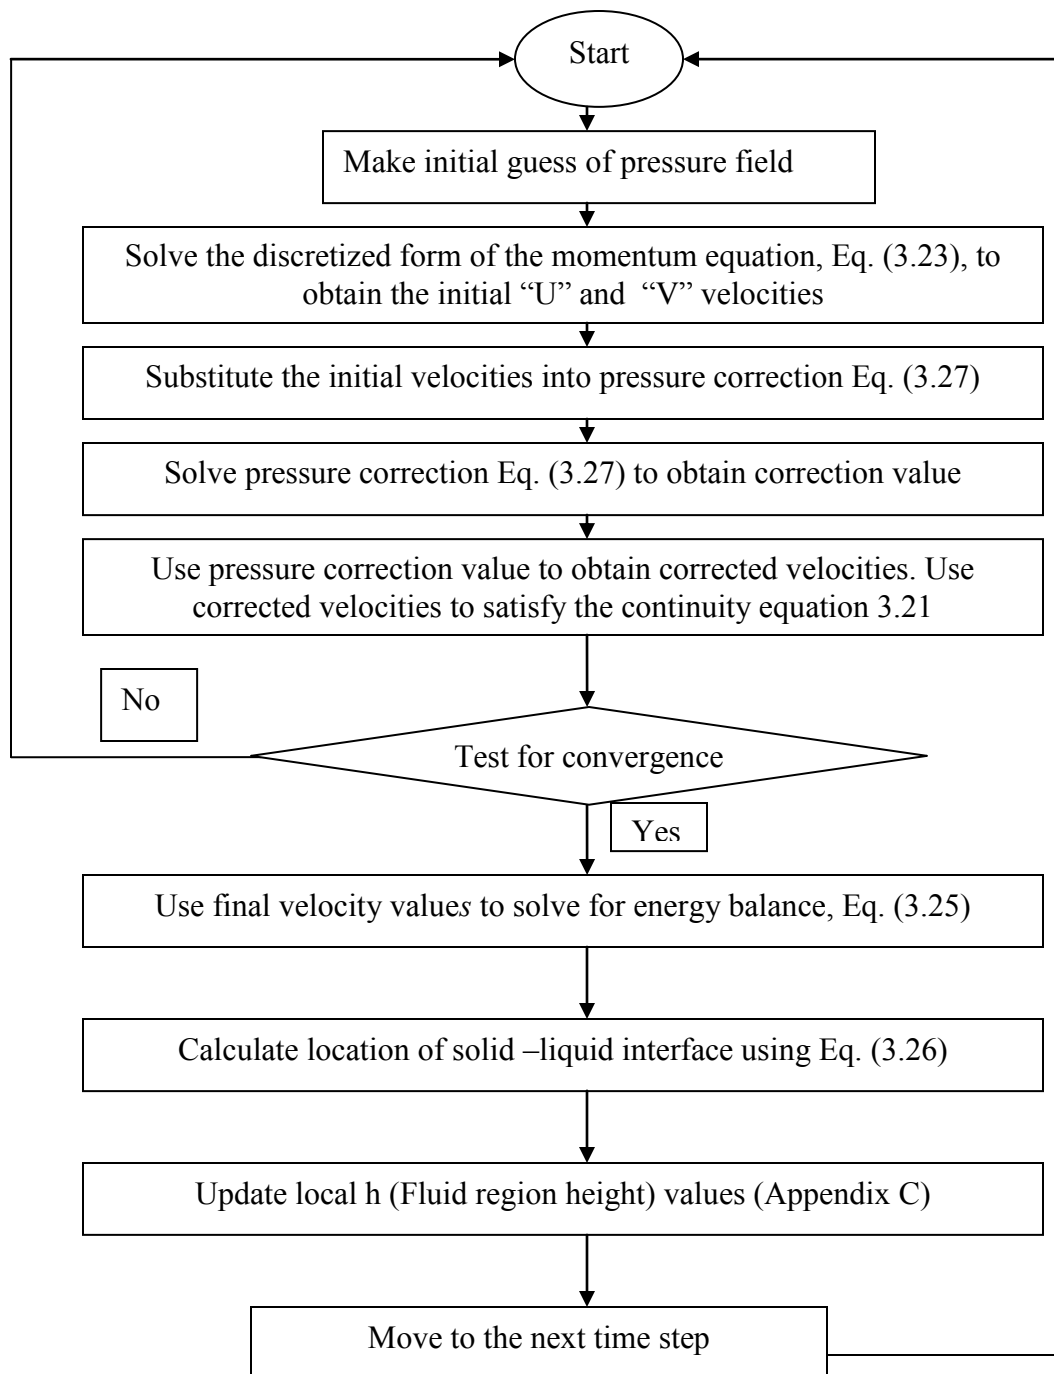 Start
Make initial guess of pressure field
Solve the discretized form of the momentum equation, Eq. (3.23), to
obtain the initial “U” and “V” velocities
Substitute the initial velocities into pressure correction Eq. (3.27)
Solve pressure correction Eq. (3.27) to obtain correction value
Use pressure correction value to obtain corrected velocities. Use
corrected velocities to satisfy the continuity equation 3.21
No
Test for convergence
Yes
Use final velocity values to solve for energy balance, Eq. (3.25)
Calculate location of solid –liquid interface using Eq. (3.26)
Update local h (Fluid region height) values (Appendix C)
Move to the next time step